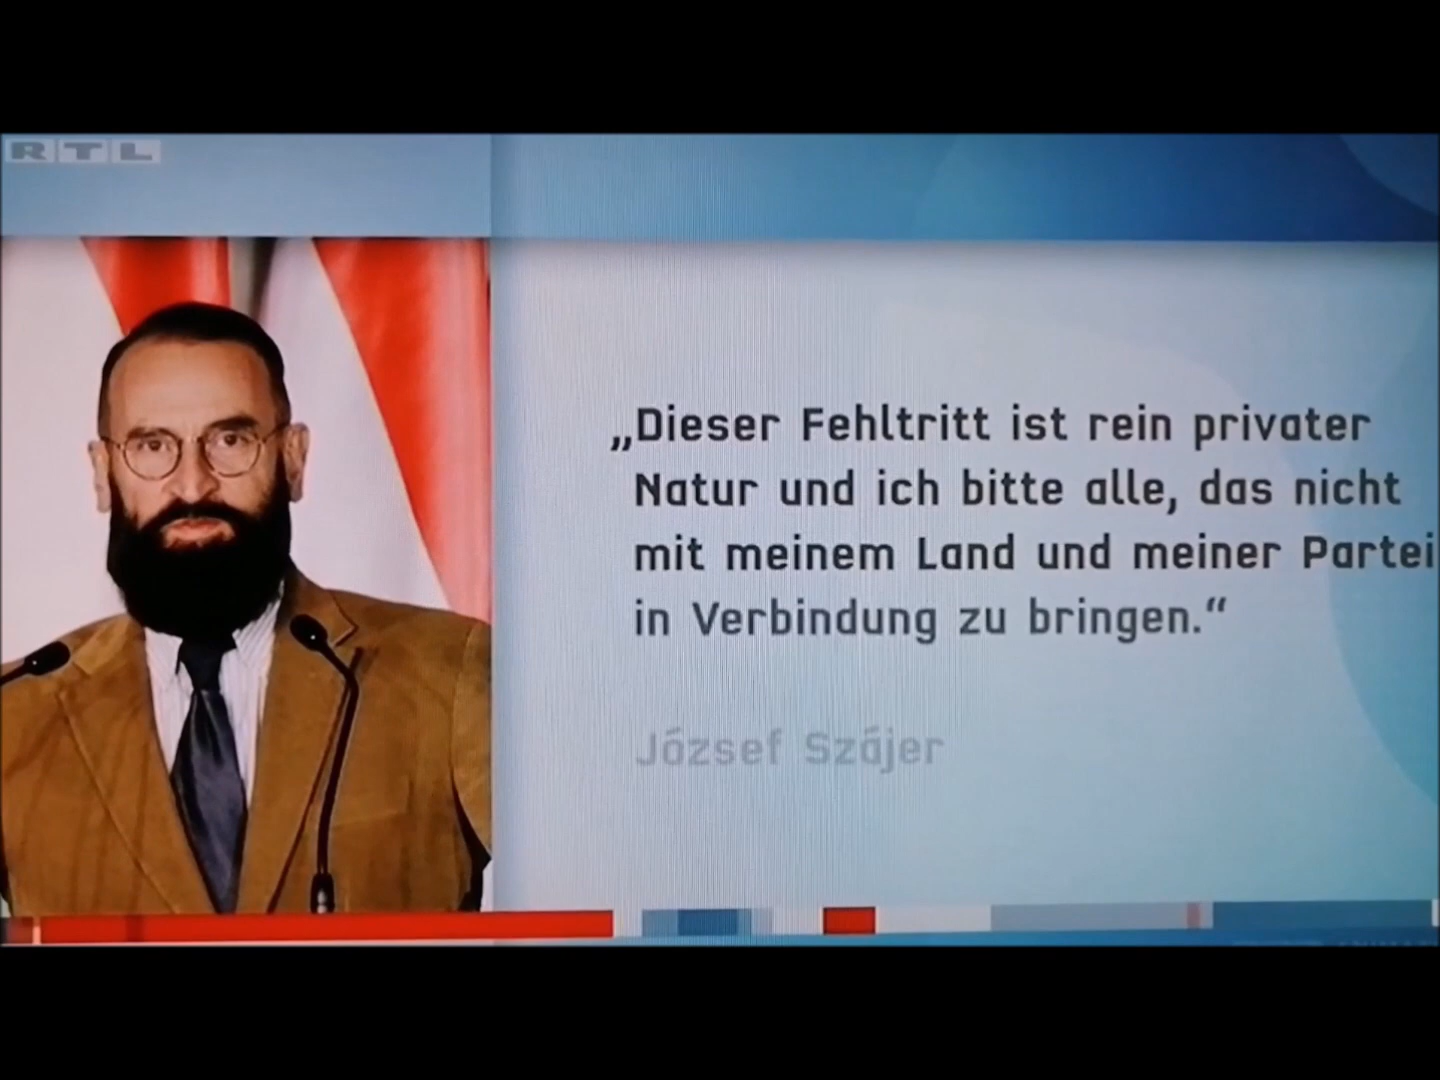 RTL
„Dieser Fehltritt ist rein privater
Natur und ich bitte alle, das nicht
mit meinem Land und meiner Partei
in Verbindung zu bringen.“
József Szájer